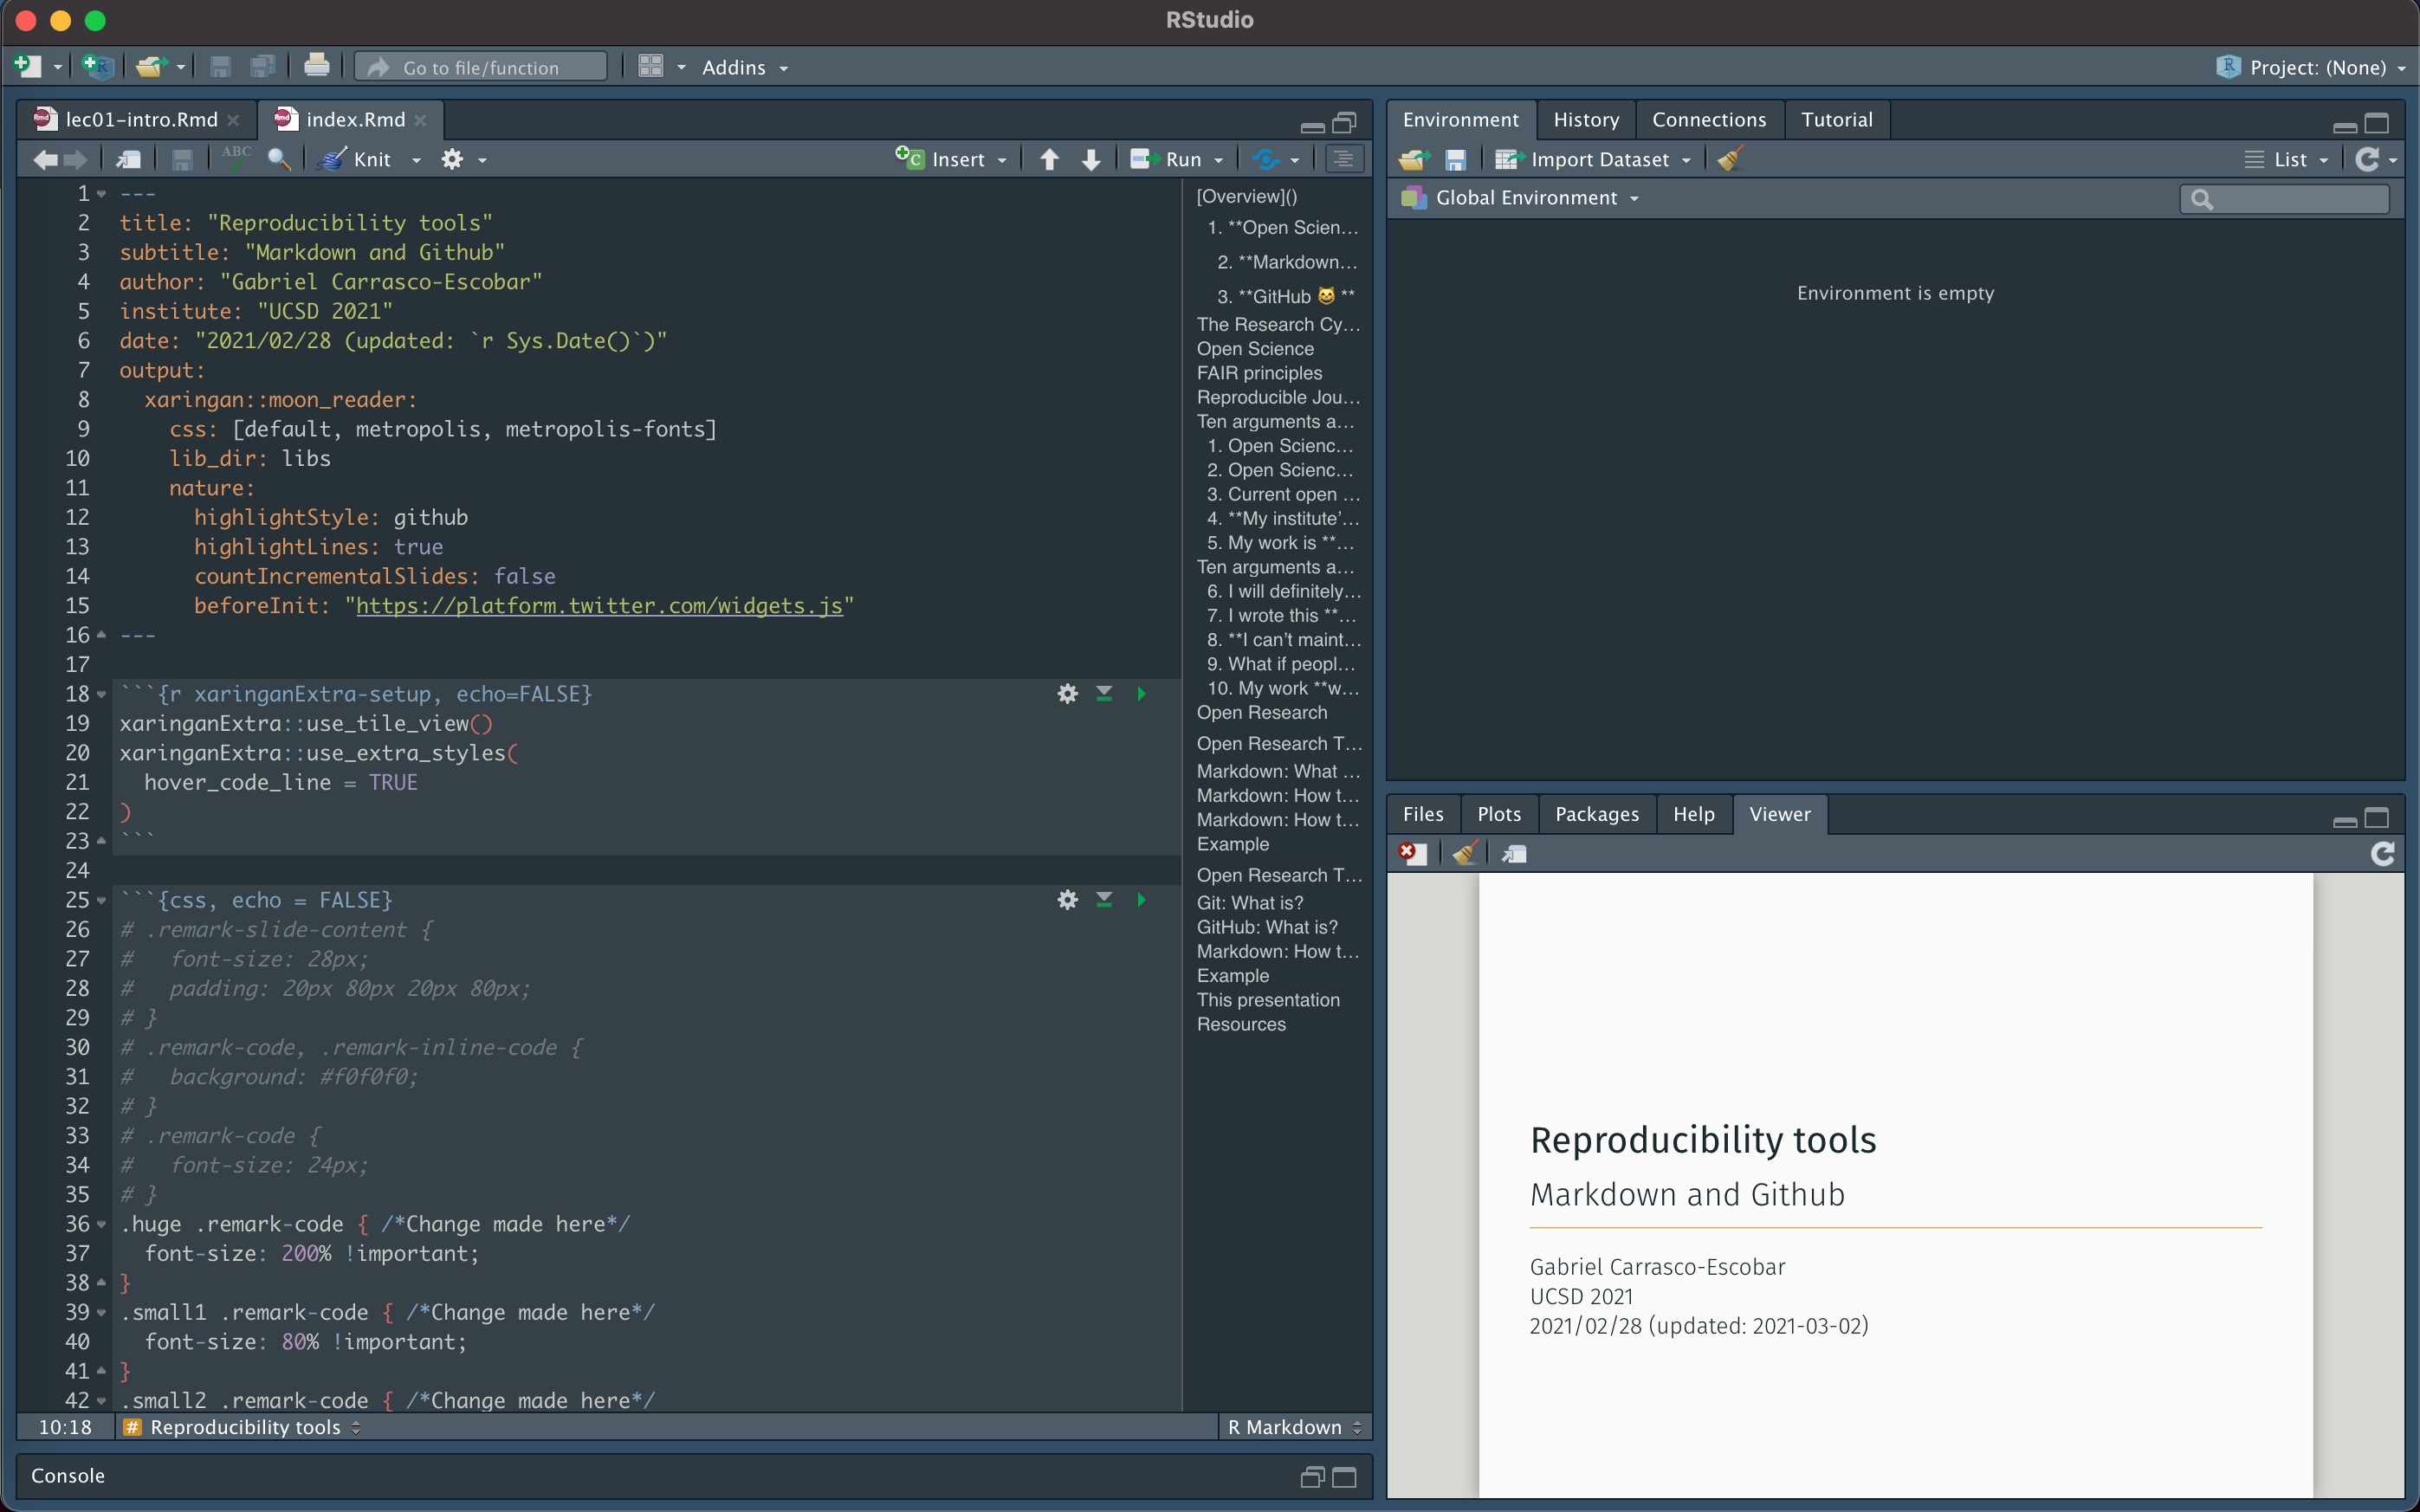 RStudio
Go to file/function
Addins
Project: (None)
lec01-intro.Rmd
index.Rmd
ABC
Knit
Insert
Run
1 ---
2 title: "Reproducibility tools"
3 subtitle: "Markdown and Github"
4 author: "Gabriel Carrasco-Escobar"
5 institute: "UCSD 2021"
6 date: "2021/02/28 (updated: `r Sys.Date()`)"
7 output:
8   xaringan::moon_reader:
9     css: [default, metropolis, metropolis-fonts]
10     lib_dir: libs
11     nature:
12       highlightStyle: github
13       highlightLines: true
14       countIncrementalSlides: false
15       beforeInit: "https://platform.twitter.com/widgets.js"
16 ---
17
18 ```{r xaringanExtra-setup, echo=FALSE}
19 xaringanExtra::use_tile_view()
20 xaringanExtra::use_extra_styles(
21   hover_code_line = TRUE
22 )
23 ```
24
25 ```{css, echo = FALSE}
26 # .remark-slide-content {
27 #   font-size: 28px;
28 #   padding: 20px 80px 20px 80px;
29 # }
30 # .remark-code, .remark-inline-code {
31 #   background: #f0f0f0;
32 # }
33 # .remark-code {
34 #   font-size: 24px;
35 # }
36 .huge .remark-code { /*Change made here*/
37   font-size: 200% !important;
38 }
39 .small1 .remark-code { /*Change made here*/
40   font-size: 80% !important;
41 }
42 .small2 .remark-code { /*Change made here*/
[Overview]()
1. **Open Scien...
2. **Markdown...
3. **GitHub 😺 **
The Research Cy...
Open Science
FAIR principles
Reproducible Jou...
Ten arguments a...
1. Open Scienc...
2. Open Scienc...
3. Current open ...
4. **My institute’...
5. My work is **...
Ten arguments a...
6. I will definitely...
7. I wrote this **...
8. **I can’t maint...
9. What if peopl...
10. My work **w...
Open Research
Open Research T...
Markdown: What ...
Markdown: How t...
Markdown: How t...
Example
Open Research T...
Git: What is?
GitHub: What is?
Markdown: How t...
Example
This presentation
Resources
10:18
# Reproducibility tools
R Markdown
Console
Environment
History
Connections
Tutorial
Import Dataset
List
Global Environment
Environment is empty
Files
Plots
Packages
Help
Viewer
Reproducibility tools
Markdown and Github
Gabriel Carrasco-Escobar
UCSD 2021
2021/02/28 (updated: 2021-03-02)